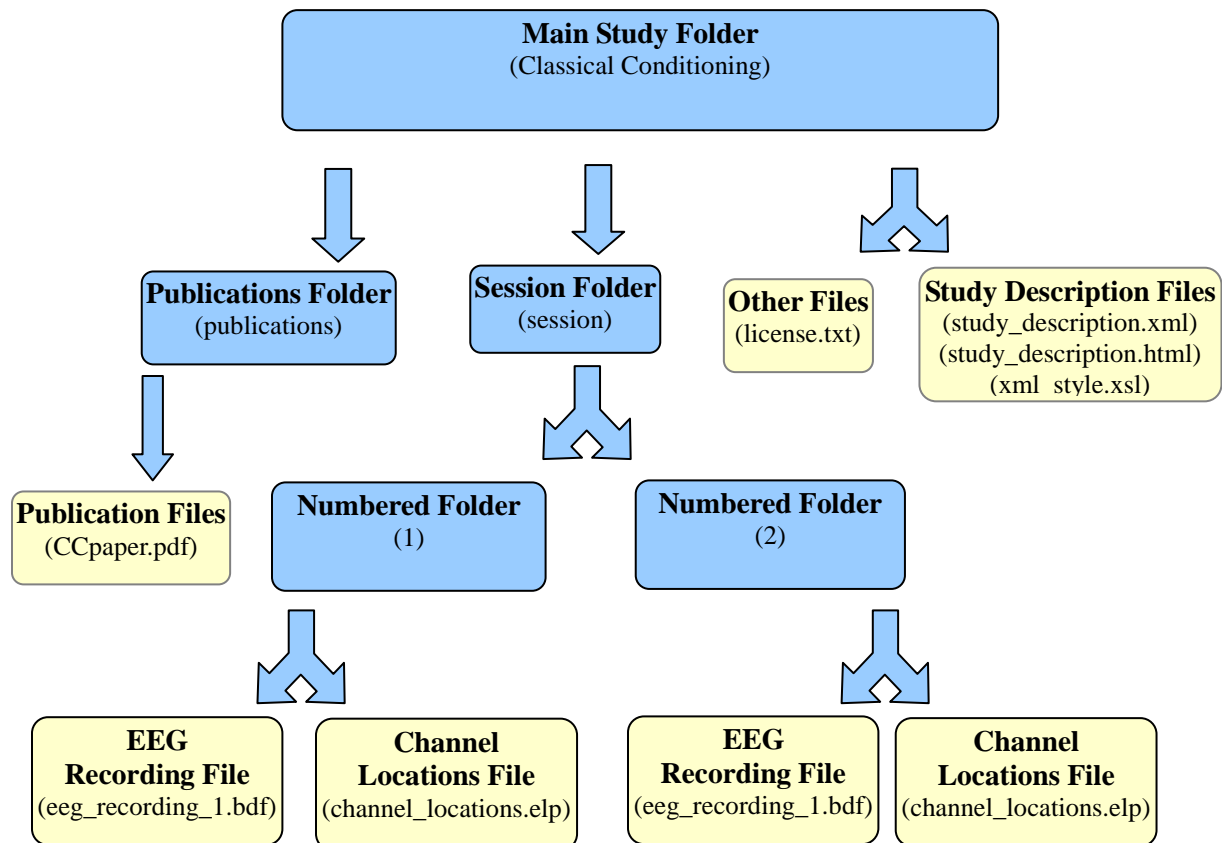 Main Study Folder
(Classical Conditioning)
Publications Folder
(publications)
Session Folder
(session)
Other Files
(license.txt)
Study Description Files
(study_description.xml)
(study_description.html)
(xml_style.xsl)
Publication Files
(CCpaper.pdf)
Numbered Folder
(1)
Numbered Folder
(2)
EEG
Recording File
(eeg_recording_1.bdf)
Channel
Locations File
(channel_locations.elp)
EEG
Recording File
(eeg_recording_1.bdf)
Channel
Locations File
(channel_locations.elp)